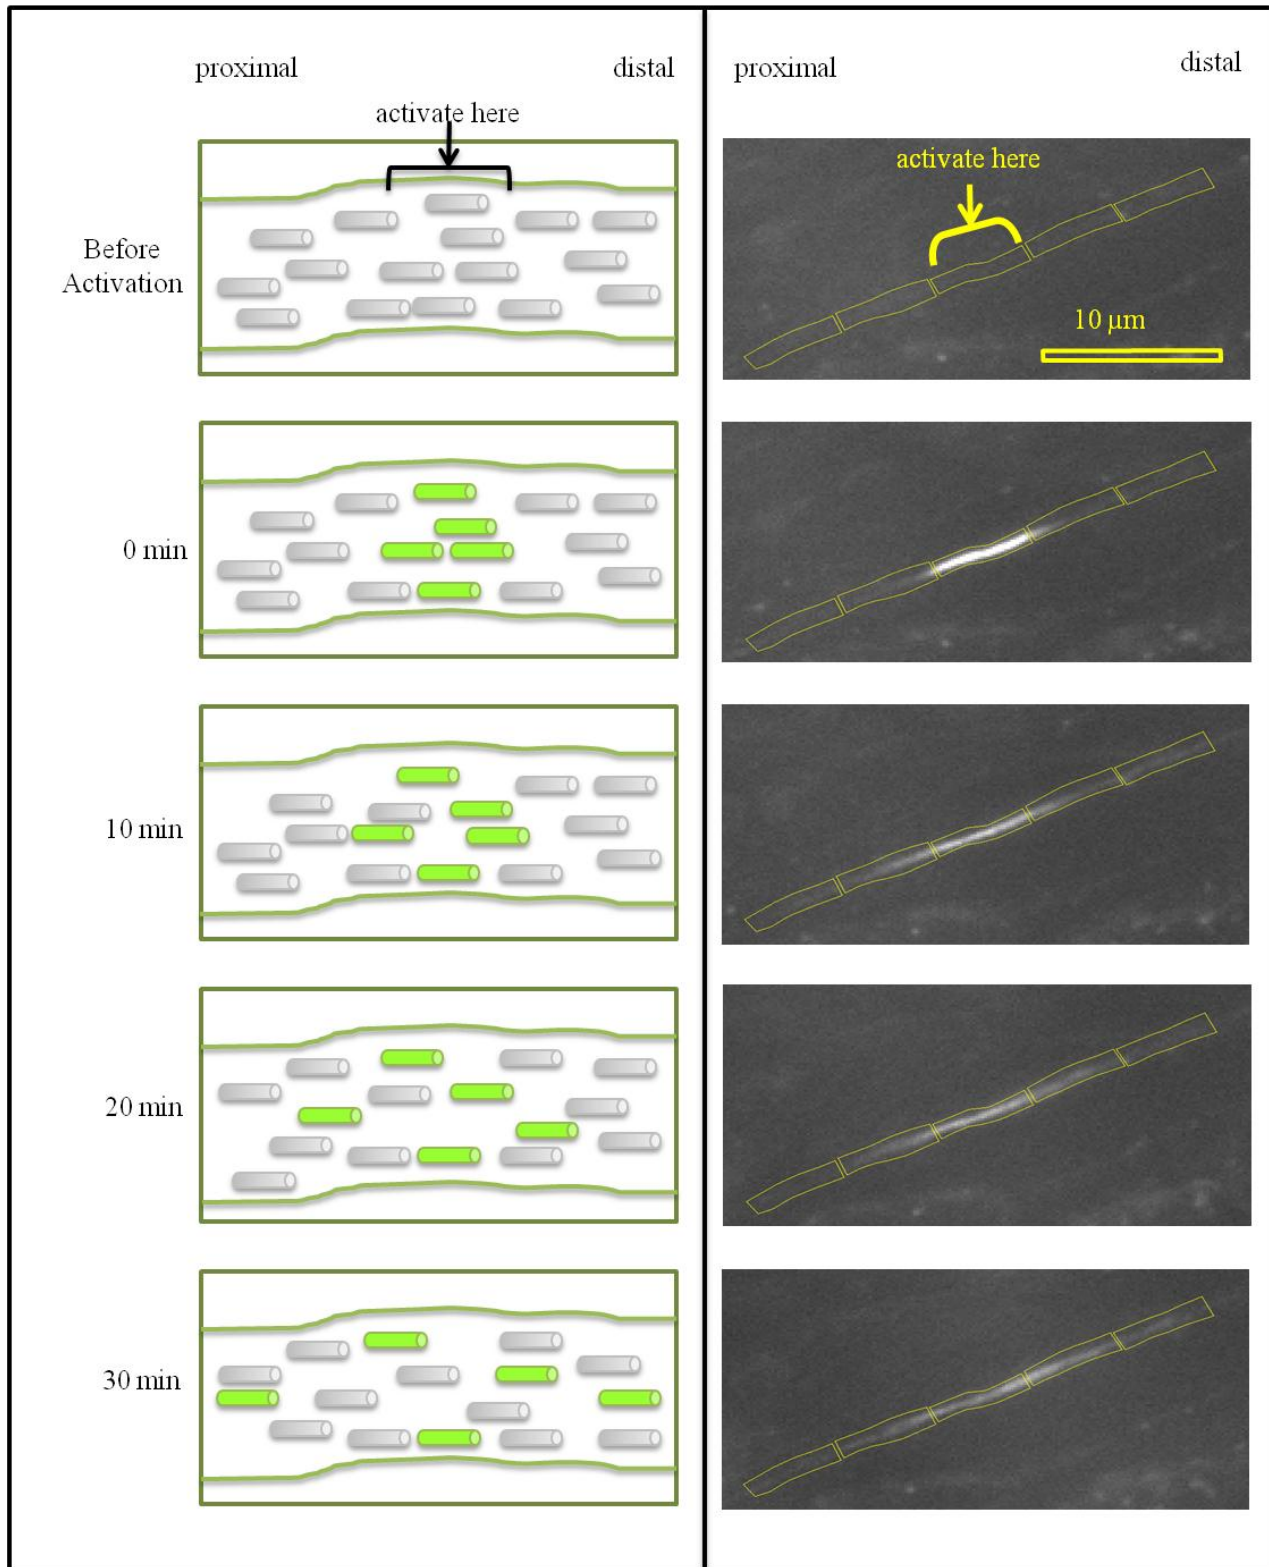 proximal
distal
activate here
Before
Activation
0 min
10 min
20 min
30 min
proximal
distal
activate here
10 µm